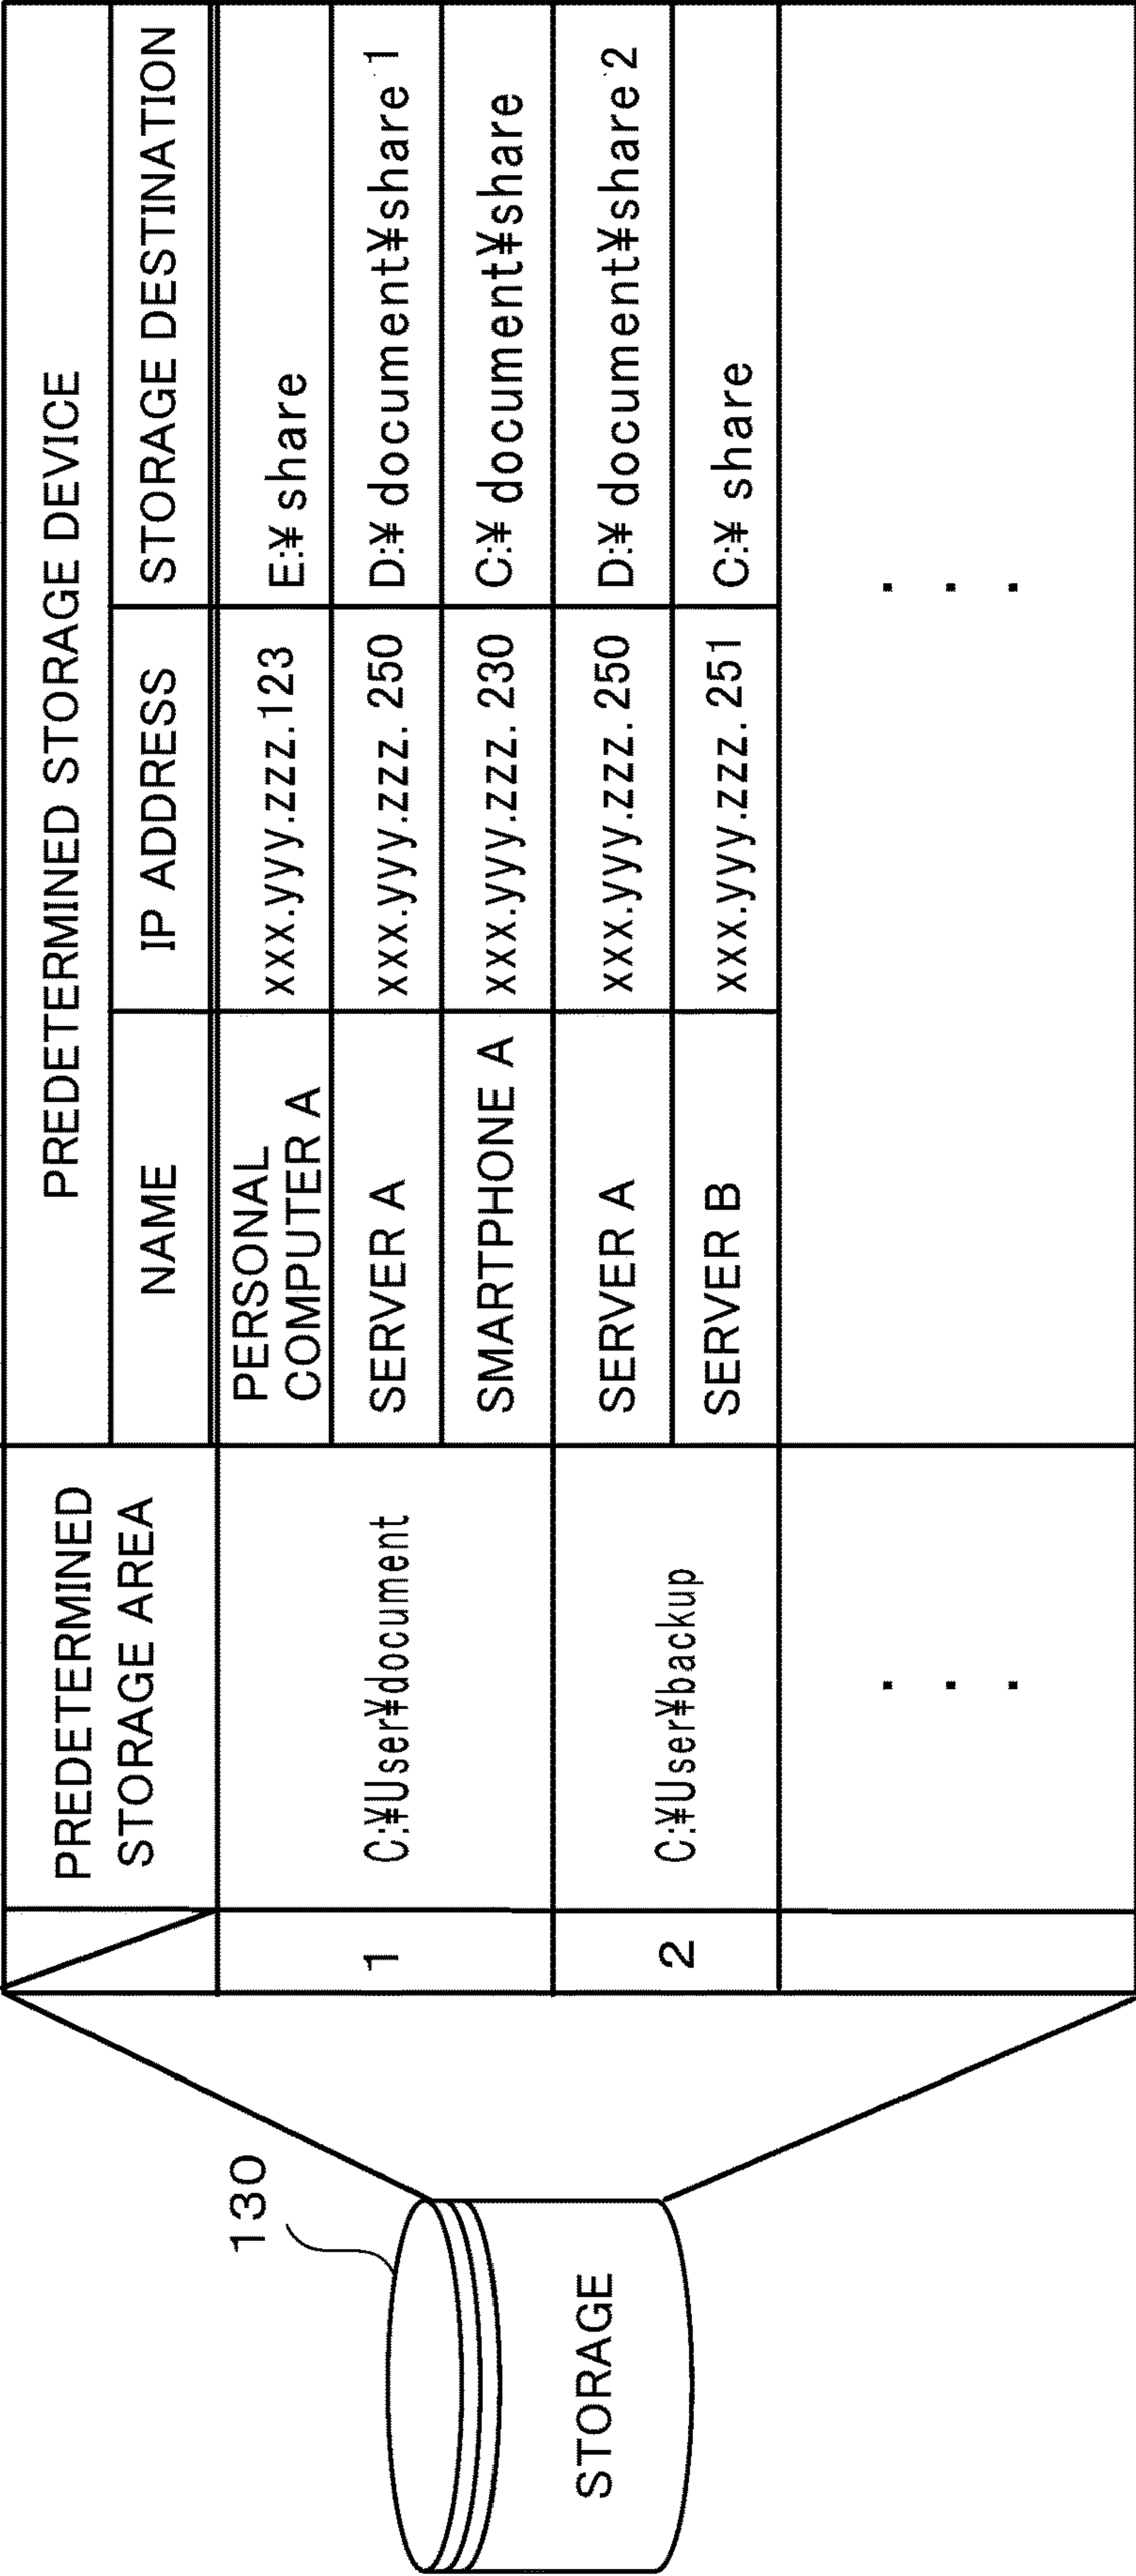 130
STORAGE
PREDETERMINED
STORAGE AREA
PREDETERMINED STORAGE DEVICE
NAME
IP ADDRESS
STORAGE DESTINATION
1
C:¥User¥document
PERSONAL
COMPUTER A
xxx.yyy.zzz.123
E:¥ share
SERVER A
xxx.yyy.zzz. 250
D:¥ document¥share 1
SMARTPHONE A
xxx.yyy.zzz. 230
C:¥ document¥share
2
C:¥User¥backup
SERVER A
xxx.yyy.zzz. 250
D:¥ document¥share 2
SERVER B
xxx.yyy.zzz. 251
C:¥ share
. . .
. . .